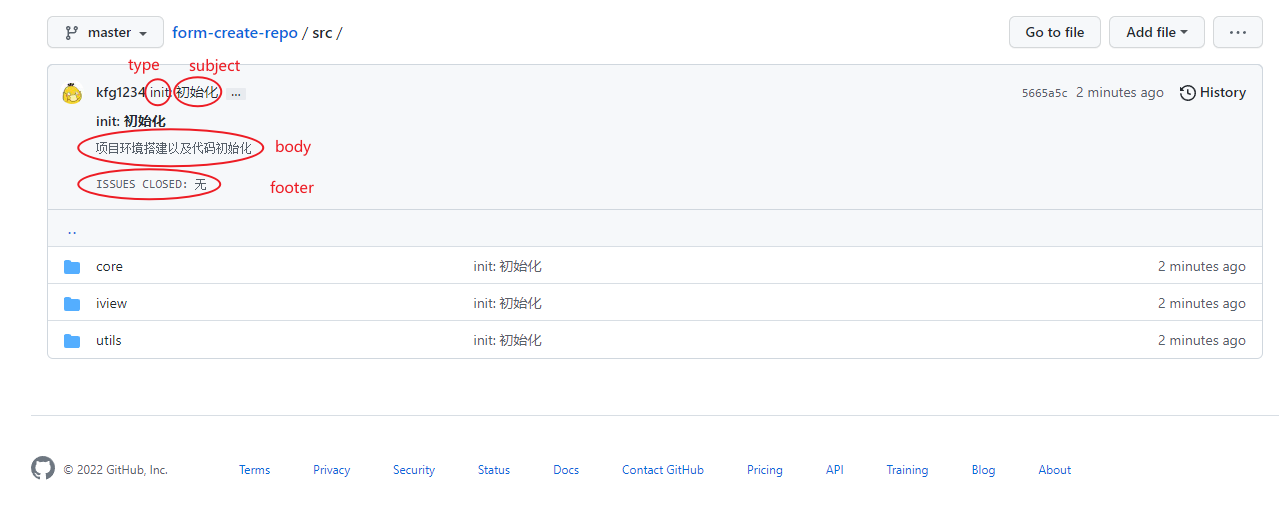 master form-create-repo / src / Go to file Add file ...
type subject
kfg1234 init: 初始化 ... 5665a5c 2 minutes ago History
init: 初始化
项目环境搭建以及代码初始化 body
ISSUES CLOSED: 无 footer
..
core init: 初始化 2 minutes ago
iview init: 初始化 2 minutes ago
utils init: 初始化 2 minutes ago
© 2022 GitHub, Inc. Terms Privacy Security Status Docs Contact GitHub Pricing API Training Blog About